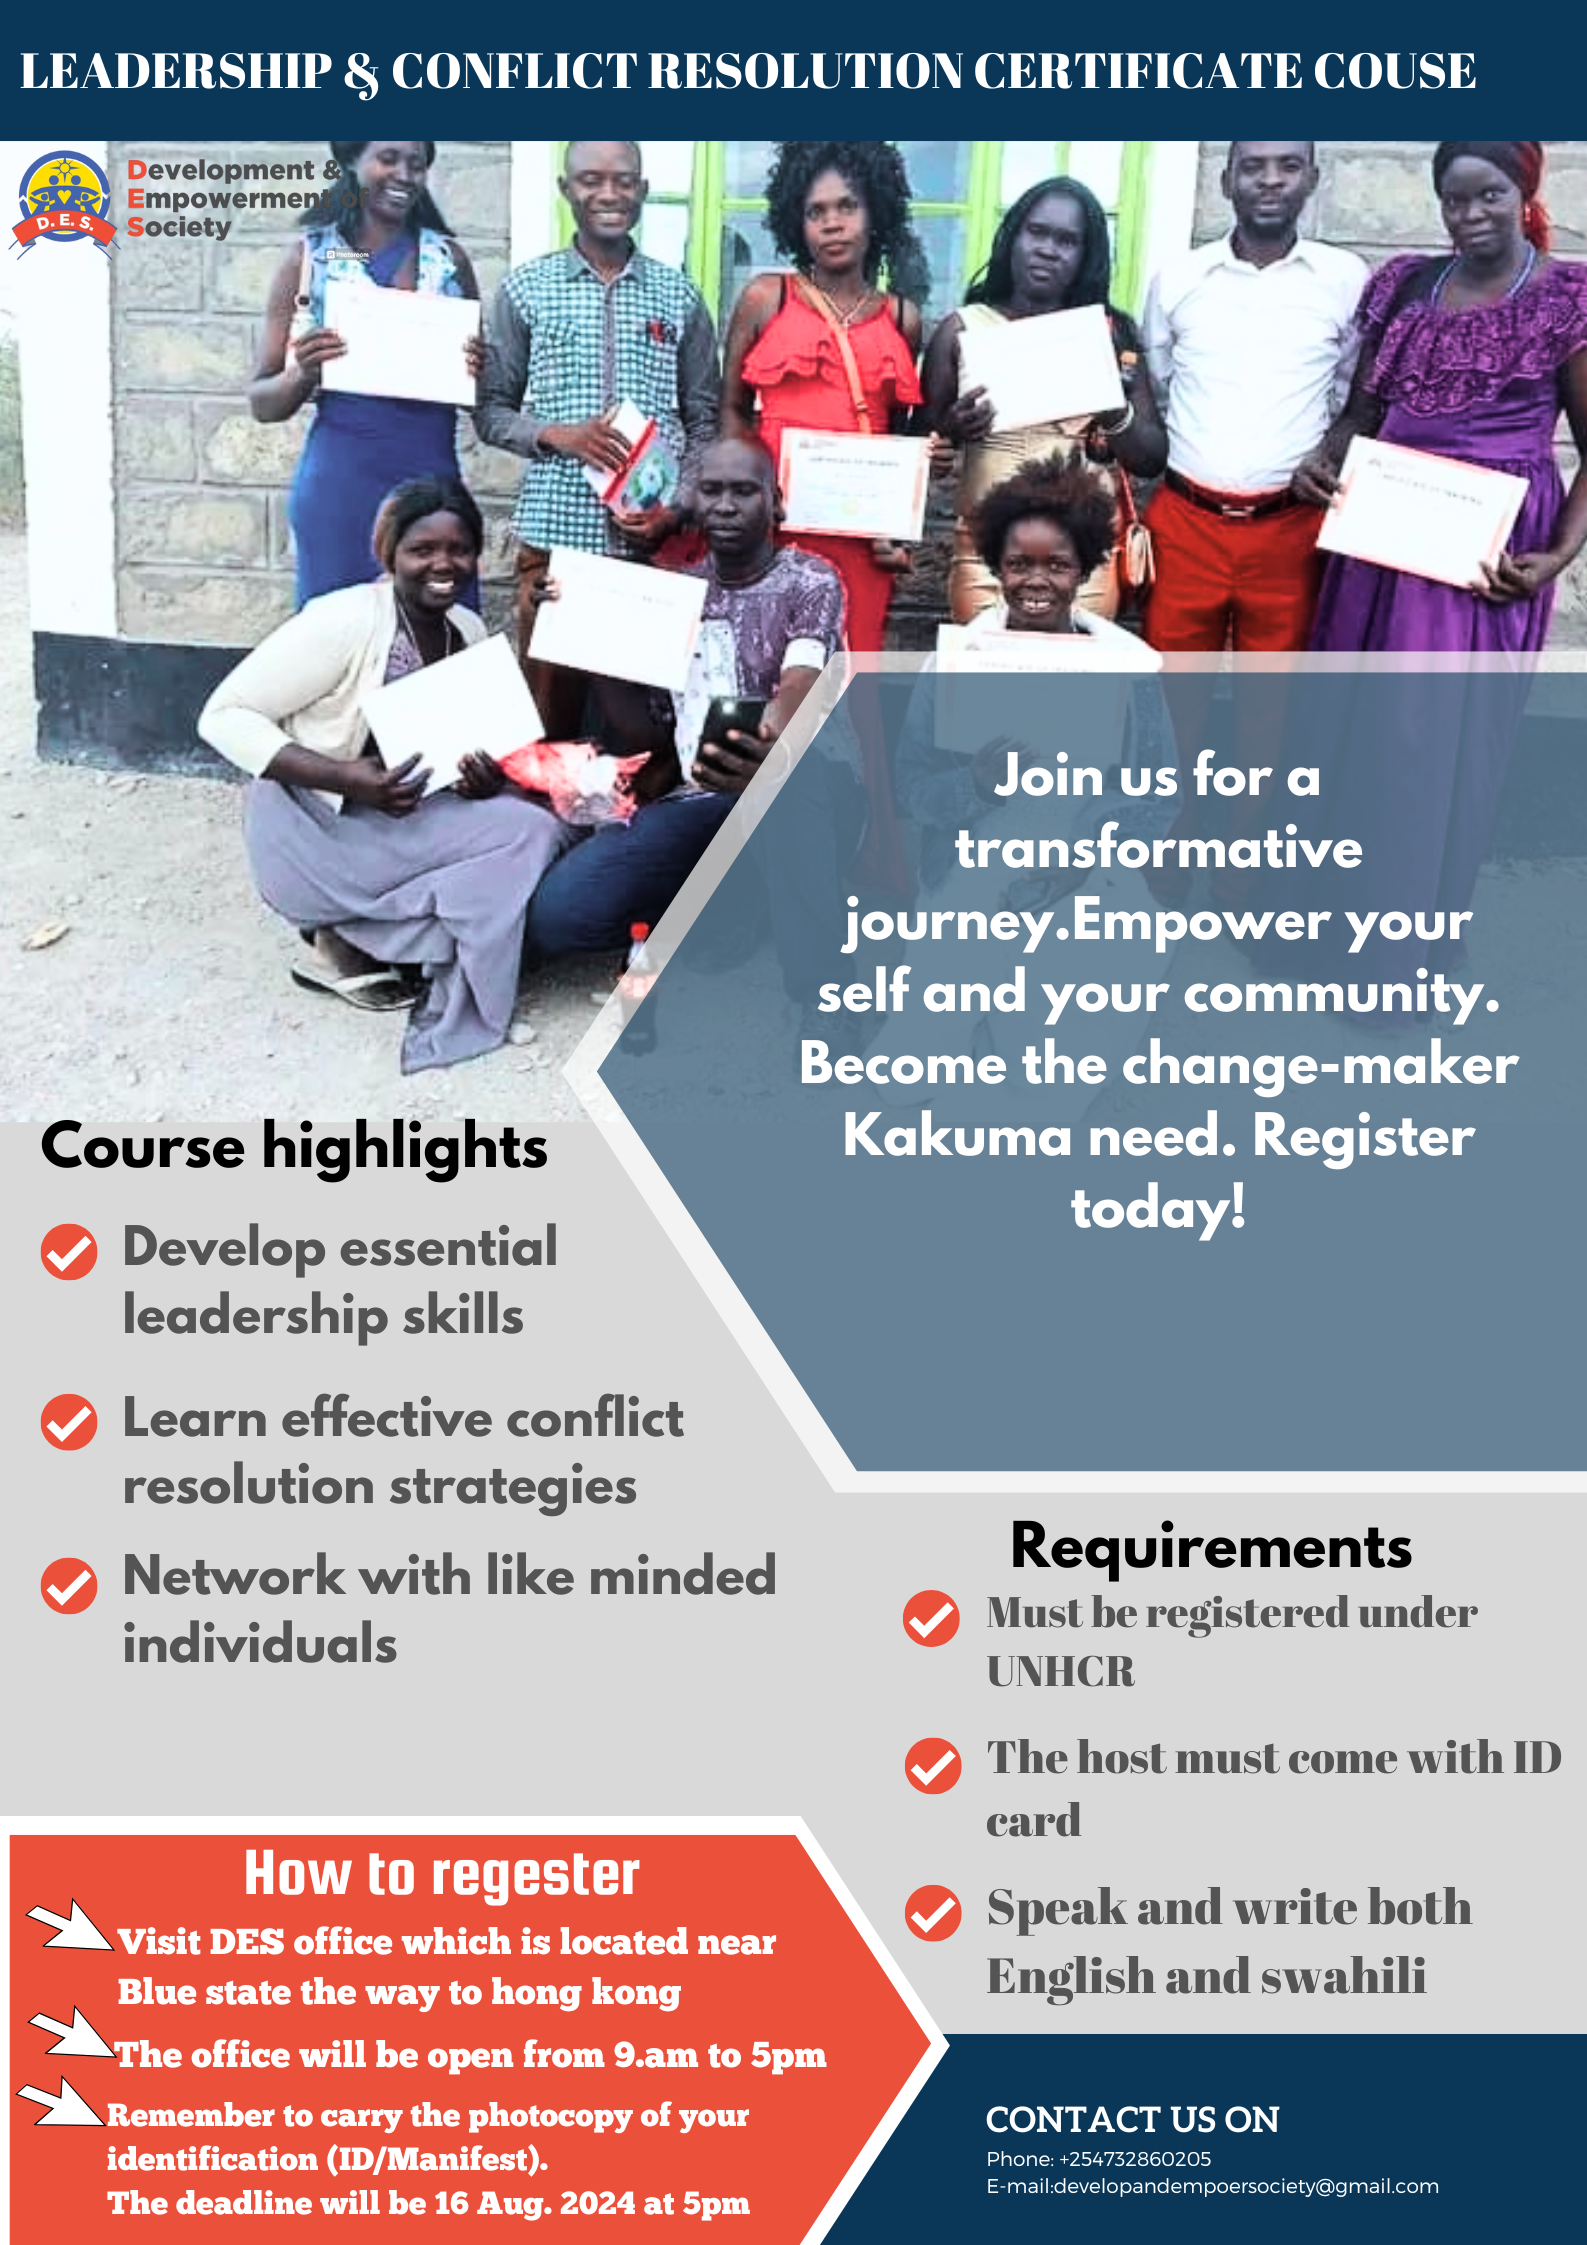 LEADERSHIP & CONFLICT RESOLUTION CERTIFICATE COUSE
Development &
Empowerment of
Society
D. E. S.
Photoroom
Join us for a
transformative
journey.Empower your
self and your community.
Become the change-maker
Kakuma need. Register
today!
Course highlights
Develop essential
leadership skills
Learn effective conflict
resolution strategies
Network with like minded
individuals
Requirements
Must be registered under
UNHCR
The host must come with ID
card
Speak and write both
English and swahili
How to regester
Visit DES office which is located near
Blue state the way to hong kong
The office will be open from 9.am to 5pm
Remember to carry the photocopy of your
identification (ID/Manifest).
The deadline will be 16 Aug. 2024 at 5pm
CONTACT US ON
Phone: +254732860205
E-mail:developandempoersociety@gmail.com